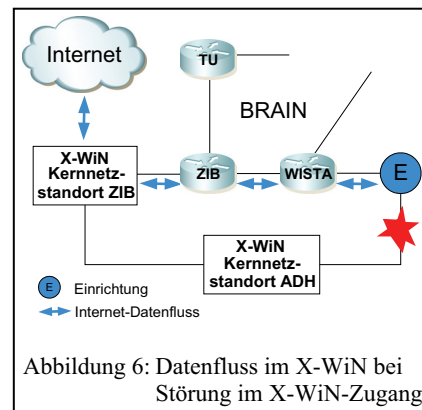 Internet
TU
BRAIN
X-WiN
Kernnetz-
standort ZIB
ZIB
WISTA
E
X-WiN
Kernnetz-
standort ADH
E Einrichtung
Internet-Datenfluss
Abbildung 6: Datenfluss im X-WiN bei
Störung im X-WiN-Zugang